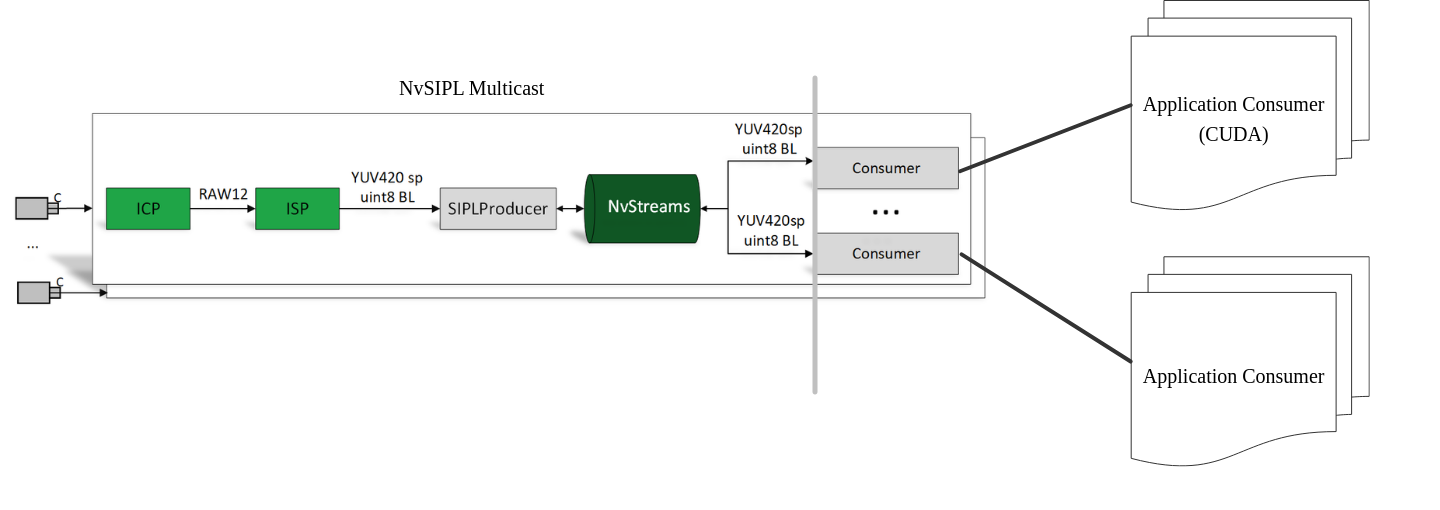 NvSIPL Multicast
YUV420sp
uint8 BL
Application Consumer
(CUDA)
Consumer
YUV420 sp
uint8 BL
RAW12
C
ICP
ISP
SIPLProducer
NvStreams
...
YUV420sp
uint8 BL
Consumer
...
C
Application Consumer